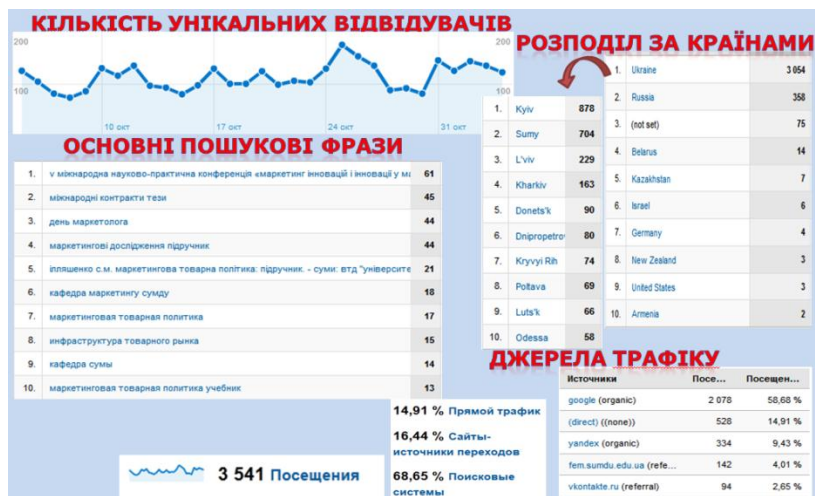 КІЛЬКІСТЬ УНІКАЛЬНИХ ВІДВІДУВАЧІВ
200
200
100
100
10 окт
17 окт
24 окт
31 окт
РОЗПОДІЛ ЗА КРАЇНАМИ
1. Ukraine 3 054
2. Russia 358
3. (not set) 75
4. Belarus 14
5. Kazakhstan 7
6. Israel 6
7. Germany 4
8. New Zealand 3
9. United States 3
10. Armenia 2
1. Kyiv 878
2. Sumy 704
3. L'viv 229
4. Kharkiv 163
5. Donets'k 90
6. Dnipropetro 80
7. Kryvyi Rih 74
8. Poltava 69
9. Luts'k 66
10. Odessa 58
ОСНОВНІ ПОШУКОВІ ФРАЗИ
1. v міжнародна науково-практична конференція «маркетинг інновацій і інновації у ма 61
2. міжнародні контракти тези 45
3. день маркетолога 44
4. маркетингові дослідження підручник 44
5. ілляшенко с.м. маркетингова товарна політика: підручник. - суми: втд "університе 21
6. кафедра маркетингу сумду 18
7. маркетинговая товарная политика 17
8. инфраструктура товарного рынка 15
9. кафедра сумы 14
10. маркетинговая товарная политика учебник 13
ДЖЕРЕЛА ТРАФІКУ
Источники Посе... Посещен...
google (organic) 2 078 58,68 %
(direct) ((none)) 528 14,91 %
yandex (organic) 334 9,43 %
fem.sumdu.edu.ua (refe... 142 4,01 %
vkontakte.ru (referral) 94 2,65 %
14,91 % Прямой трафик
16,44 % Сайты-
источники переходов
68,65 % Поисковые
системы
3 541 Посещения